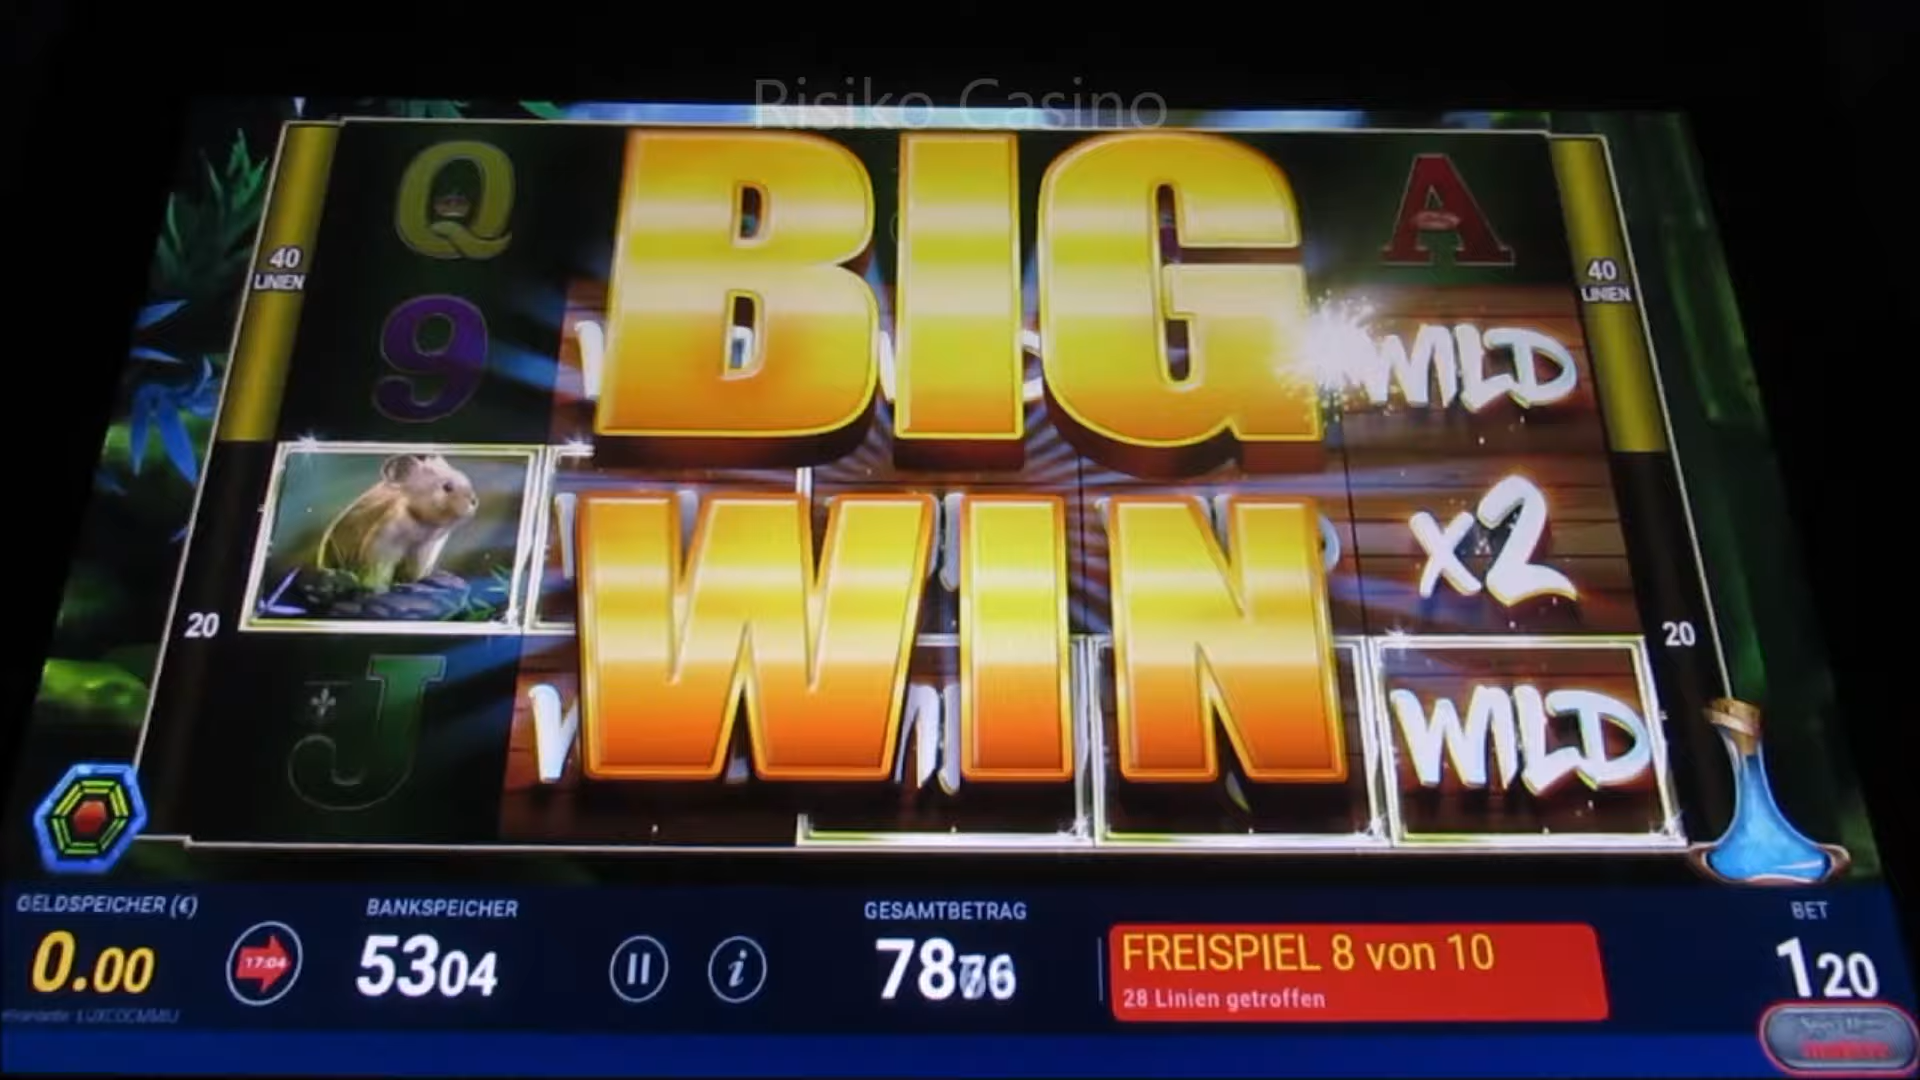 Risiko Casino
BIG
WIN
Q
A
40
LINIEN
40
LINIEN
9
WILD
x2
20
20
J
WILD
GELDSPEICHER (€)
0.00
17:04
BANKSPEICHER
5304
GESAMTBETRAG
FREISPIEL 8 von 10
28 Linien getroffen
BET
120